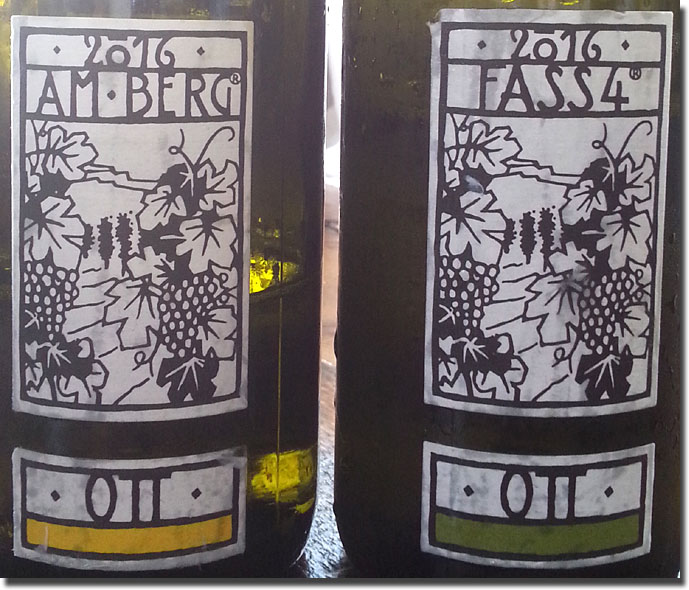 · 2016 ·
AM·BERG®
· OTT ·
· 2016 ·
FASS 4®
· OTT ·